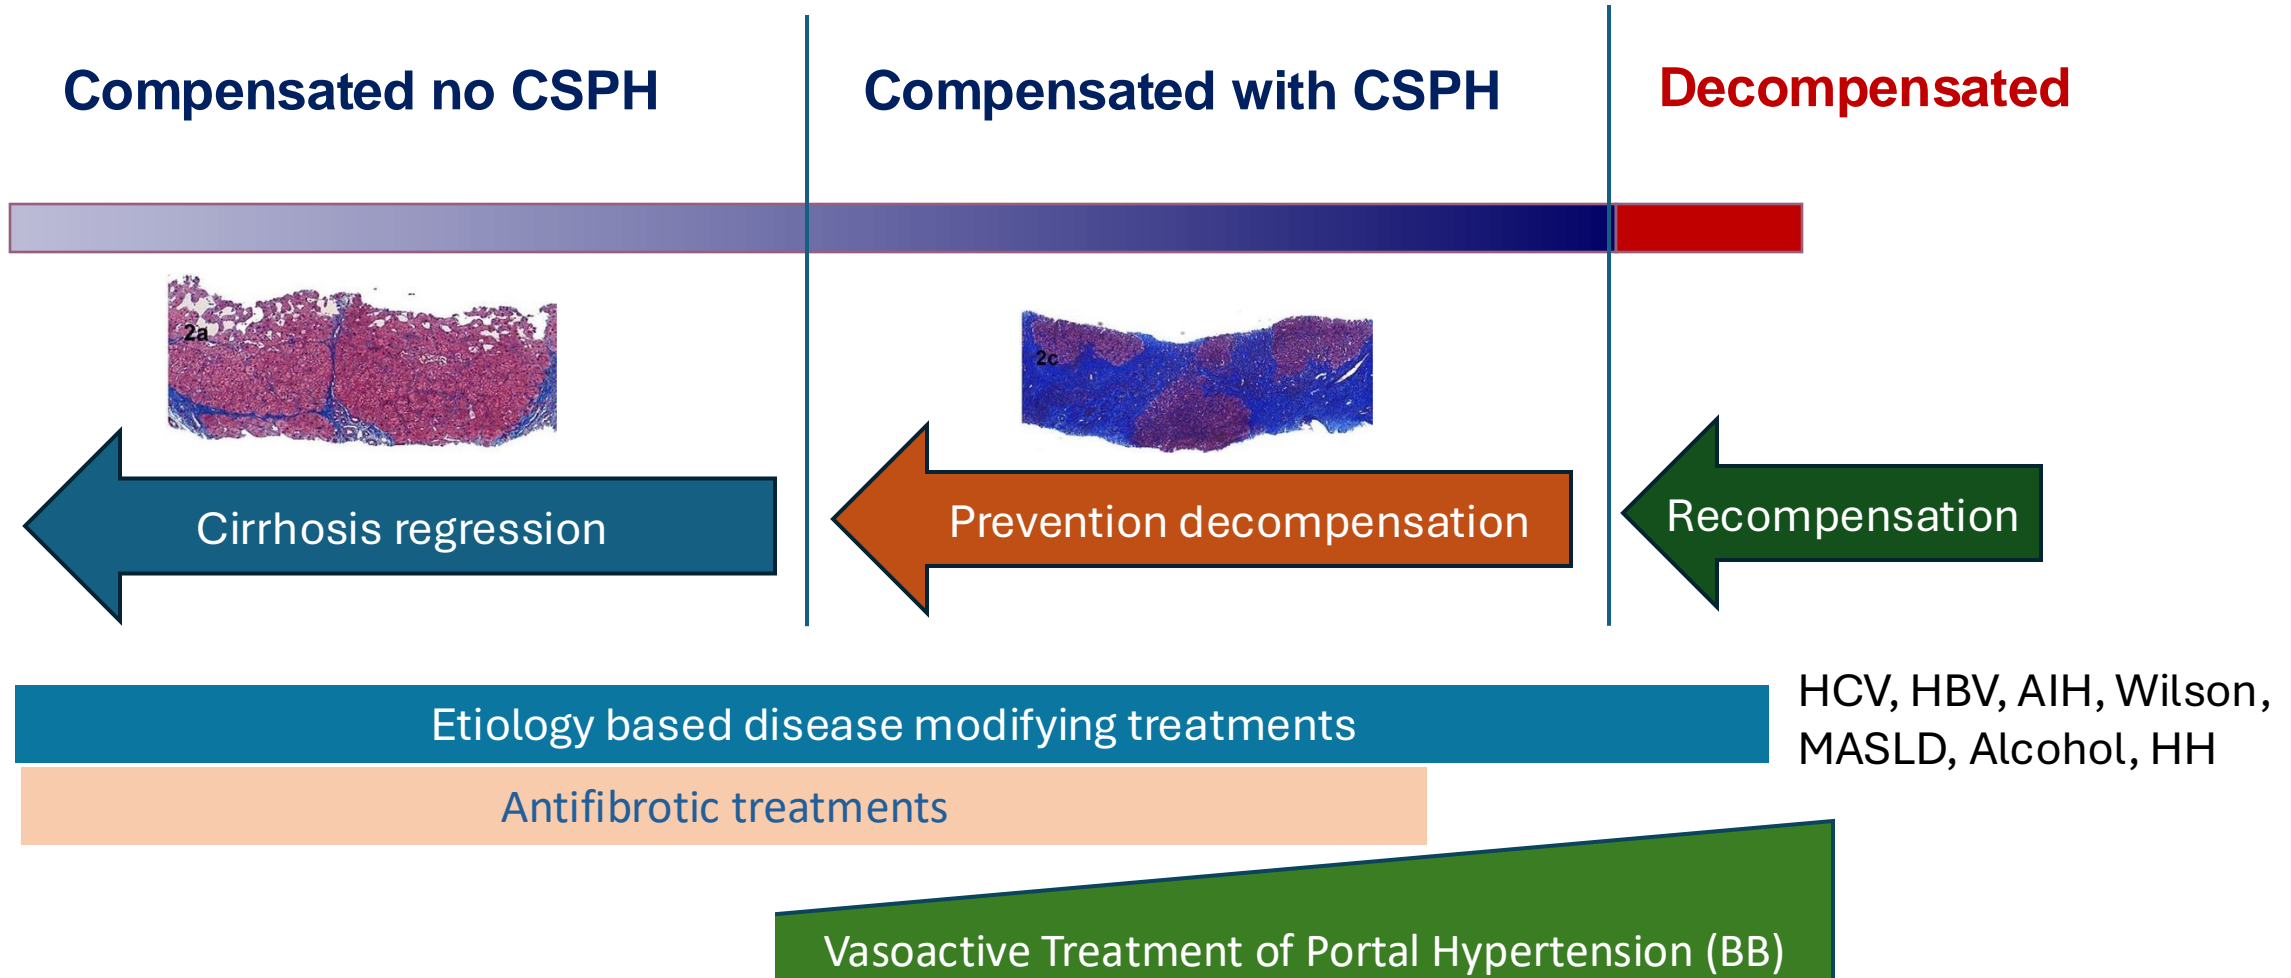 Compensated no CSPH
Compensated with CSPH
Decompensated
2a
2c
Cirrhosis regression
Prevention decompensation
Recompensation
Etiology based disease modifying treatments
HCV, HBV, AIH, Wilson,
MASLD, Alcohol, HH
Antifibrotic treatments
Vasoactive Treatment of Portal Hypertension (BB)